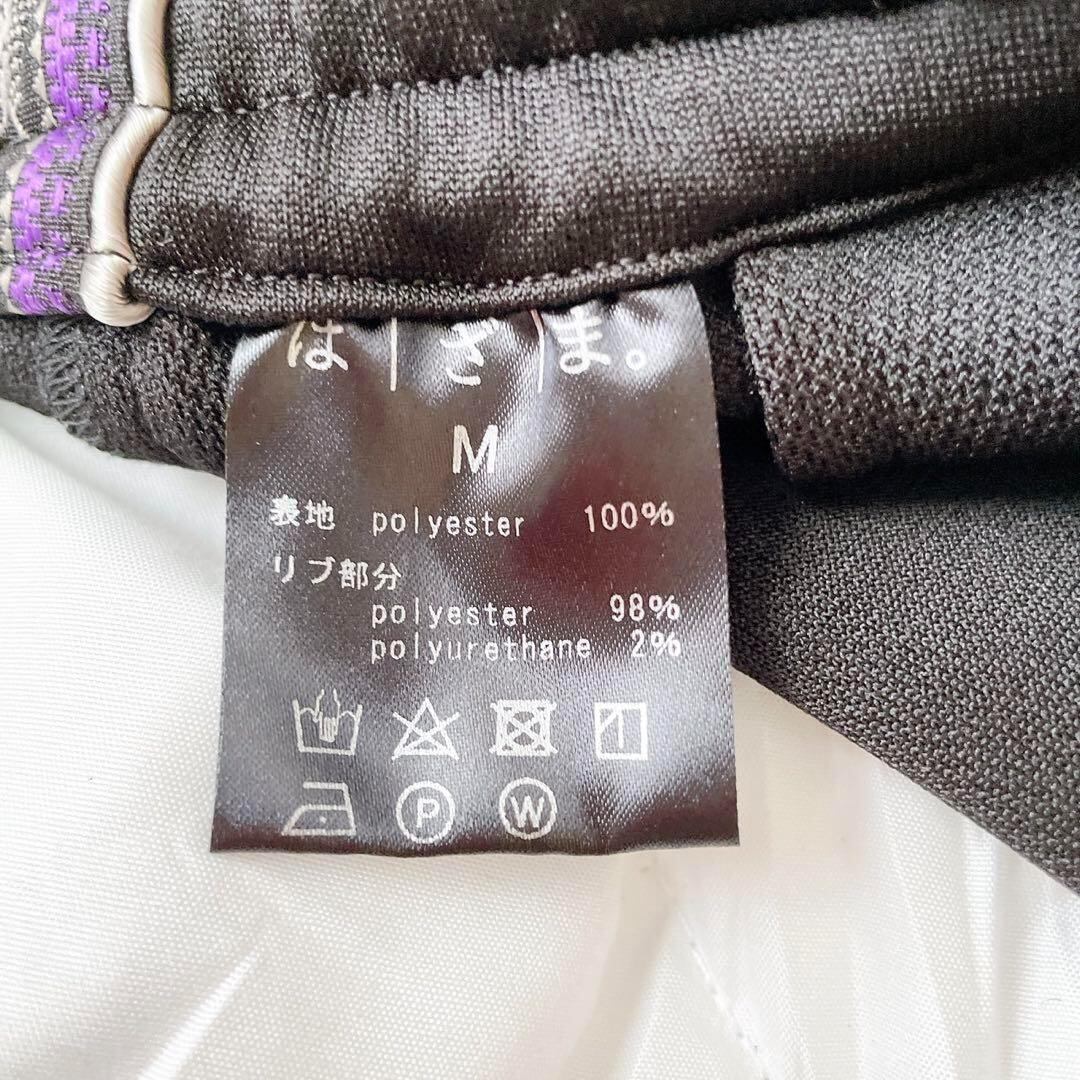 は|ざ|ま。
M
表地 polyester 100%
リブ部分
polyester 98%
polyurethane 2%
P W